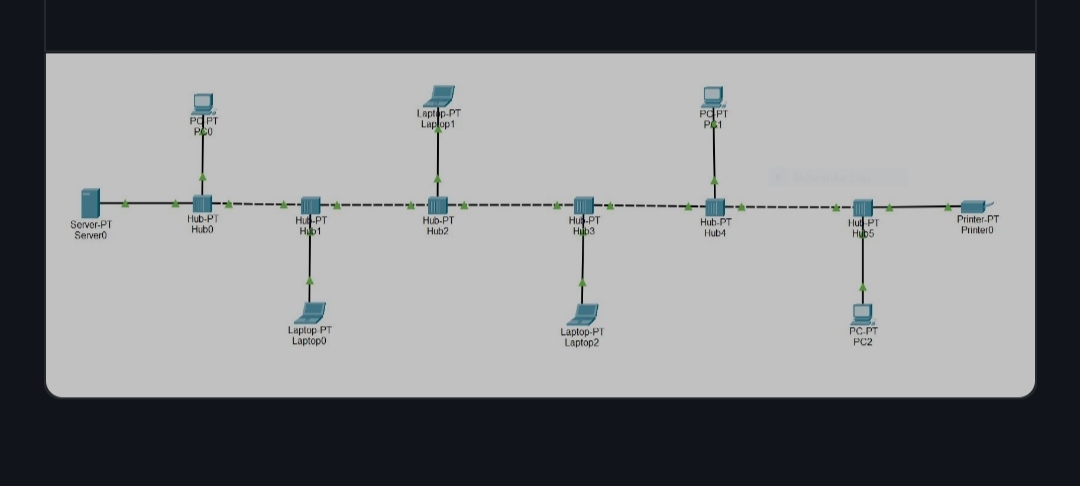 PC-PT
PC0
Laptop-PT
Laptop1
PC-PT
PC1
Server-PT
Server0
Hub-PT
Hub0
Hub-PT
Hub1
Hub-PT
Hub2
Hub-PT
Hub3
Hub-PT
Hub4
Hub-PT
Hub5
Printer-PT
Printer0
Laptop-PT
Laptop0
Laptop-PT
Laptop2
PC-PT
PC2